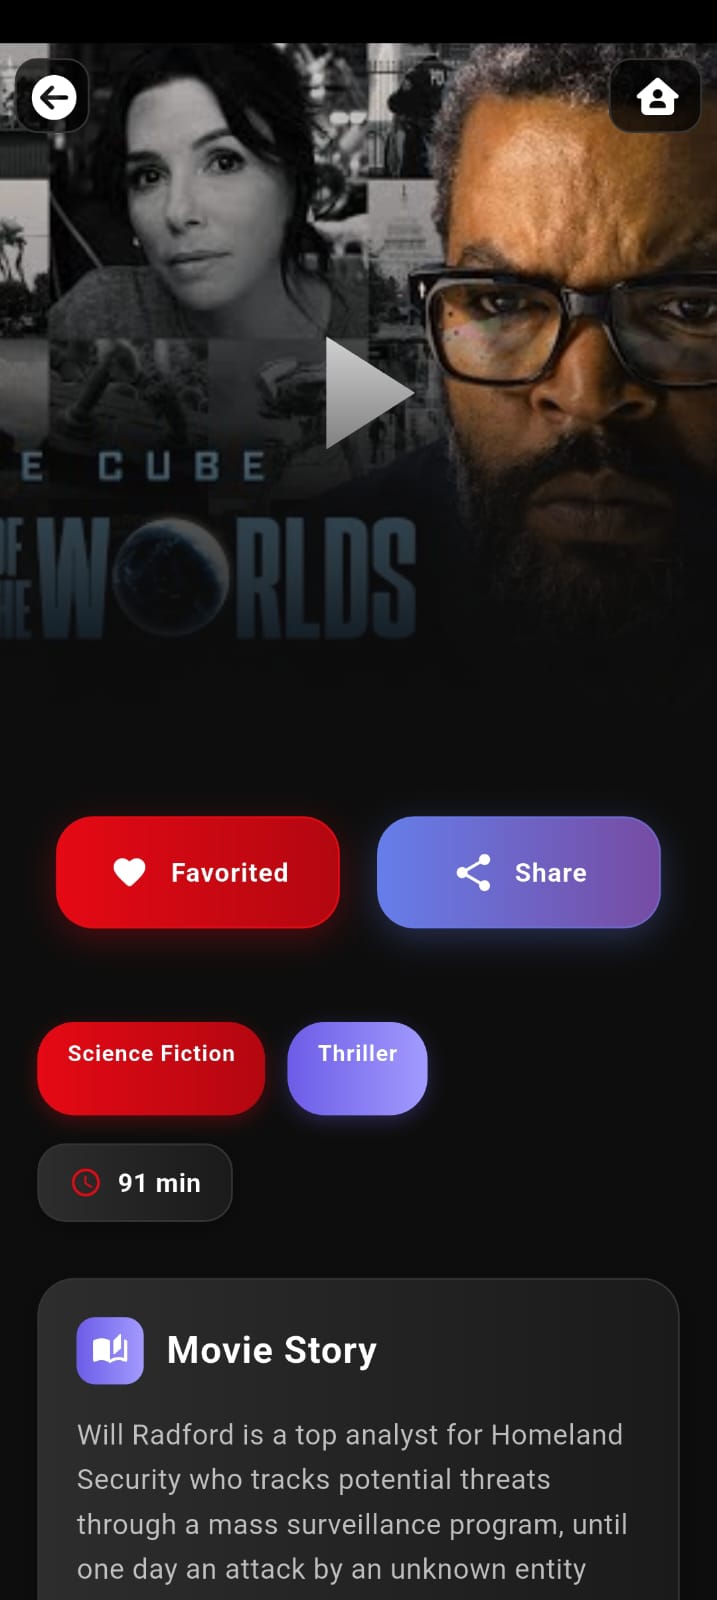 E CUBE
OF
HE WORLDS
Favorited
Share
Science Fiction
Thriller
91 min
Movie Story
Will Radford is a top analyst for Homeland
Security who tracks potential threats
through a mass surveillance program, until
one day an attack by an unknown entity